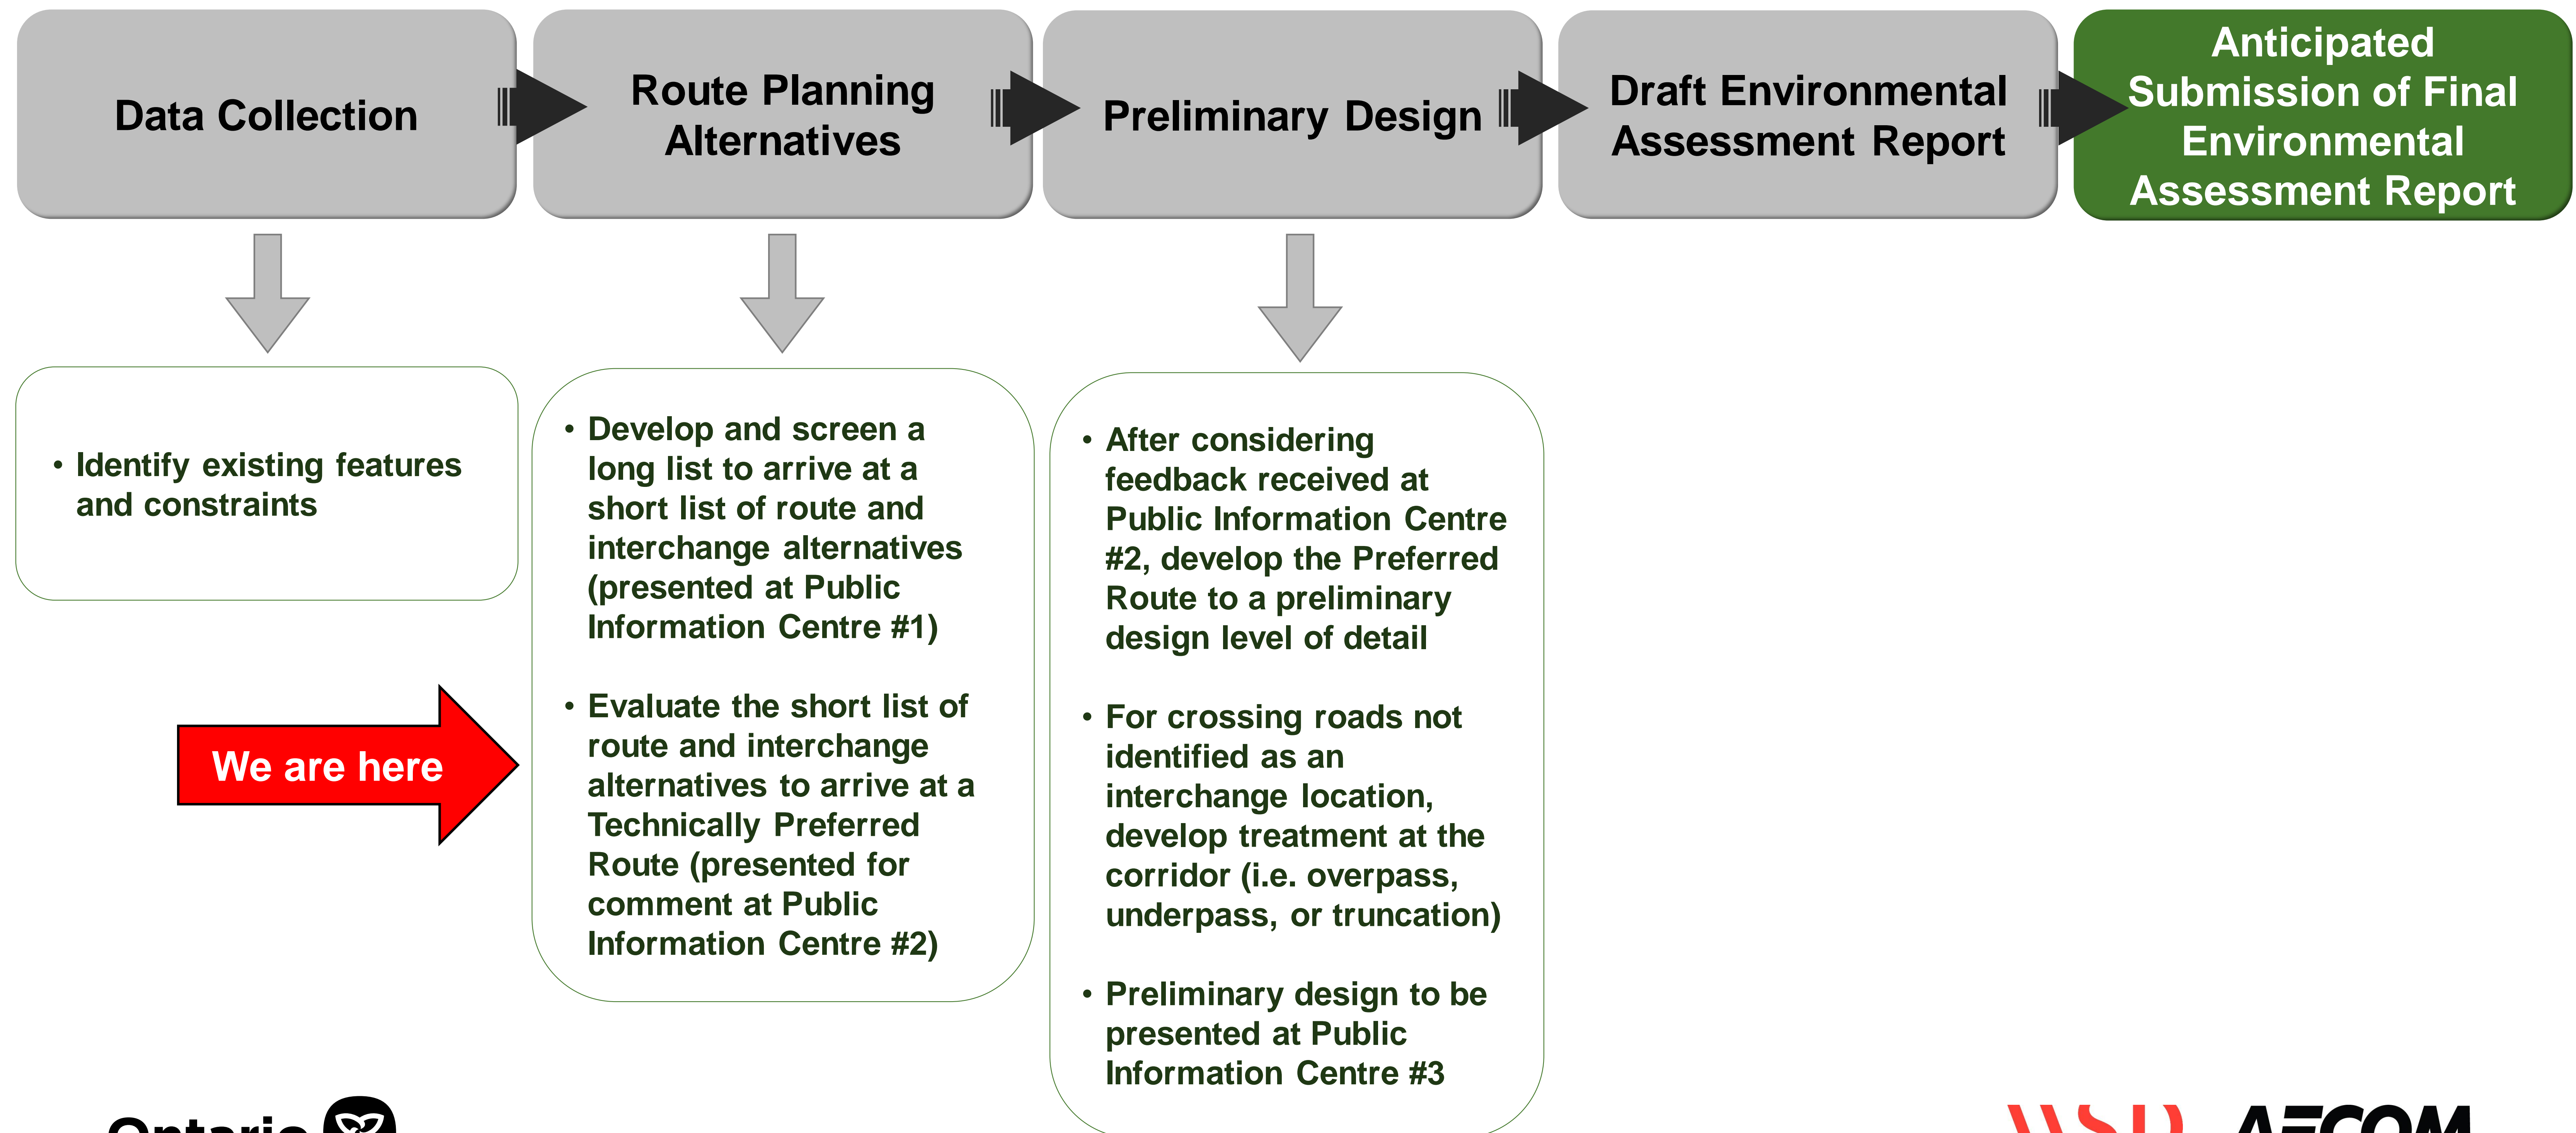 Data Collection
Route Planning
Alternatives
Preliminary Design
Draft Environmental
Assessment Report
Anticipated
Submission of Final
Environmental
Assessment Report
• Identify existing features
and constraints
We are here
• Develop and screen a
long list to arrive at a
short list of route and
interchange alternatives
(presented at Public
Information Centre #1)
• Evaluate the short list of
route and interchange
alternatives to arrive at a
Technically Preferred
Route (presented for
comment at Public
Information Centre #2)
• After considering
feedback received at
Public Information Centre
#2, develop the Preferred
Route to a preliminary
design level of detail
• For crossing roads not
identified as an
interchange location,
develop treatment at the
corridor (i.e. overpass,
underpass, or truncation)
• Preliminary design to be
presented at Public
Information Centre #3
Ontario
WSP
AECOM